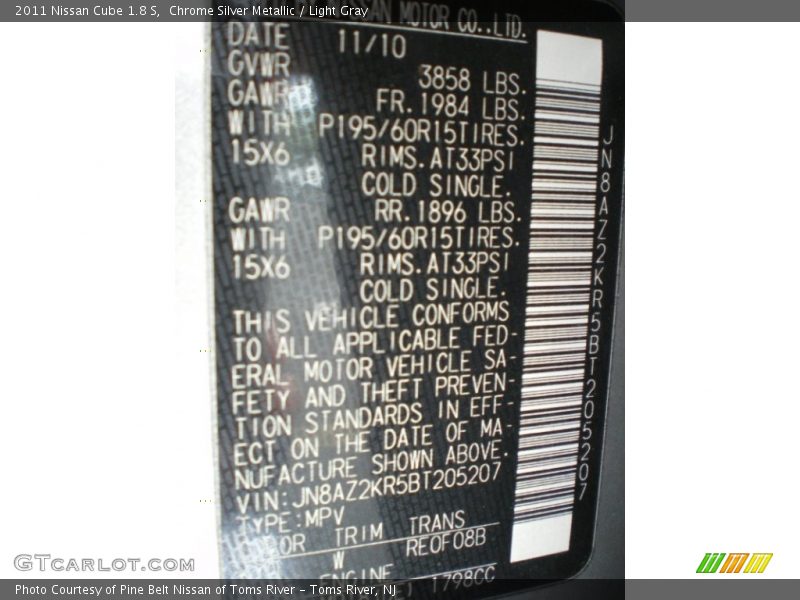 2011 Nissan Cube 1.8 S,  Chrome Silver Metallic / Light Gray
MOTOR CO.,LTD.
DATE 11/10
GVWR 3858 LBS.
GAWR FR.1984 LBS.
WITH P195/60R15TIRES.
15X6 RIMS.AT33PSI
COLD SINGLE.
GAWR RR.1896 LBS.
WITH P195/60R15TIRES.
15X6 RIMS.AT33PSI
COLD SINGLE.
THIS VEHICLE CONFORMS
TO ALL APPLICABLE FED-
ERAL MOTOR VEHICLE SA-
FETY AND THEFT PREVEN-
TION STANDARDS IN EFF-
ECT ON THE DATE OF MA-
NUFACTURE SHOWN ABOVE.
VIN:JN8AZ2KR5BT205207
TYPE:MPV
TRIM TRANS
W RE0F08B
ENGINE 1798CC
JN8AZ2KR5BT205207
GTCARLOT.COM
Photo Courtesy of Pine Belt Nissan of Toms River - Toms River, NJ